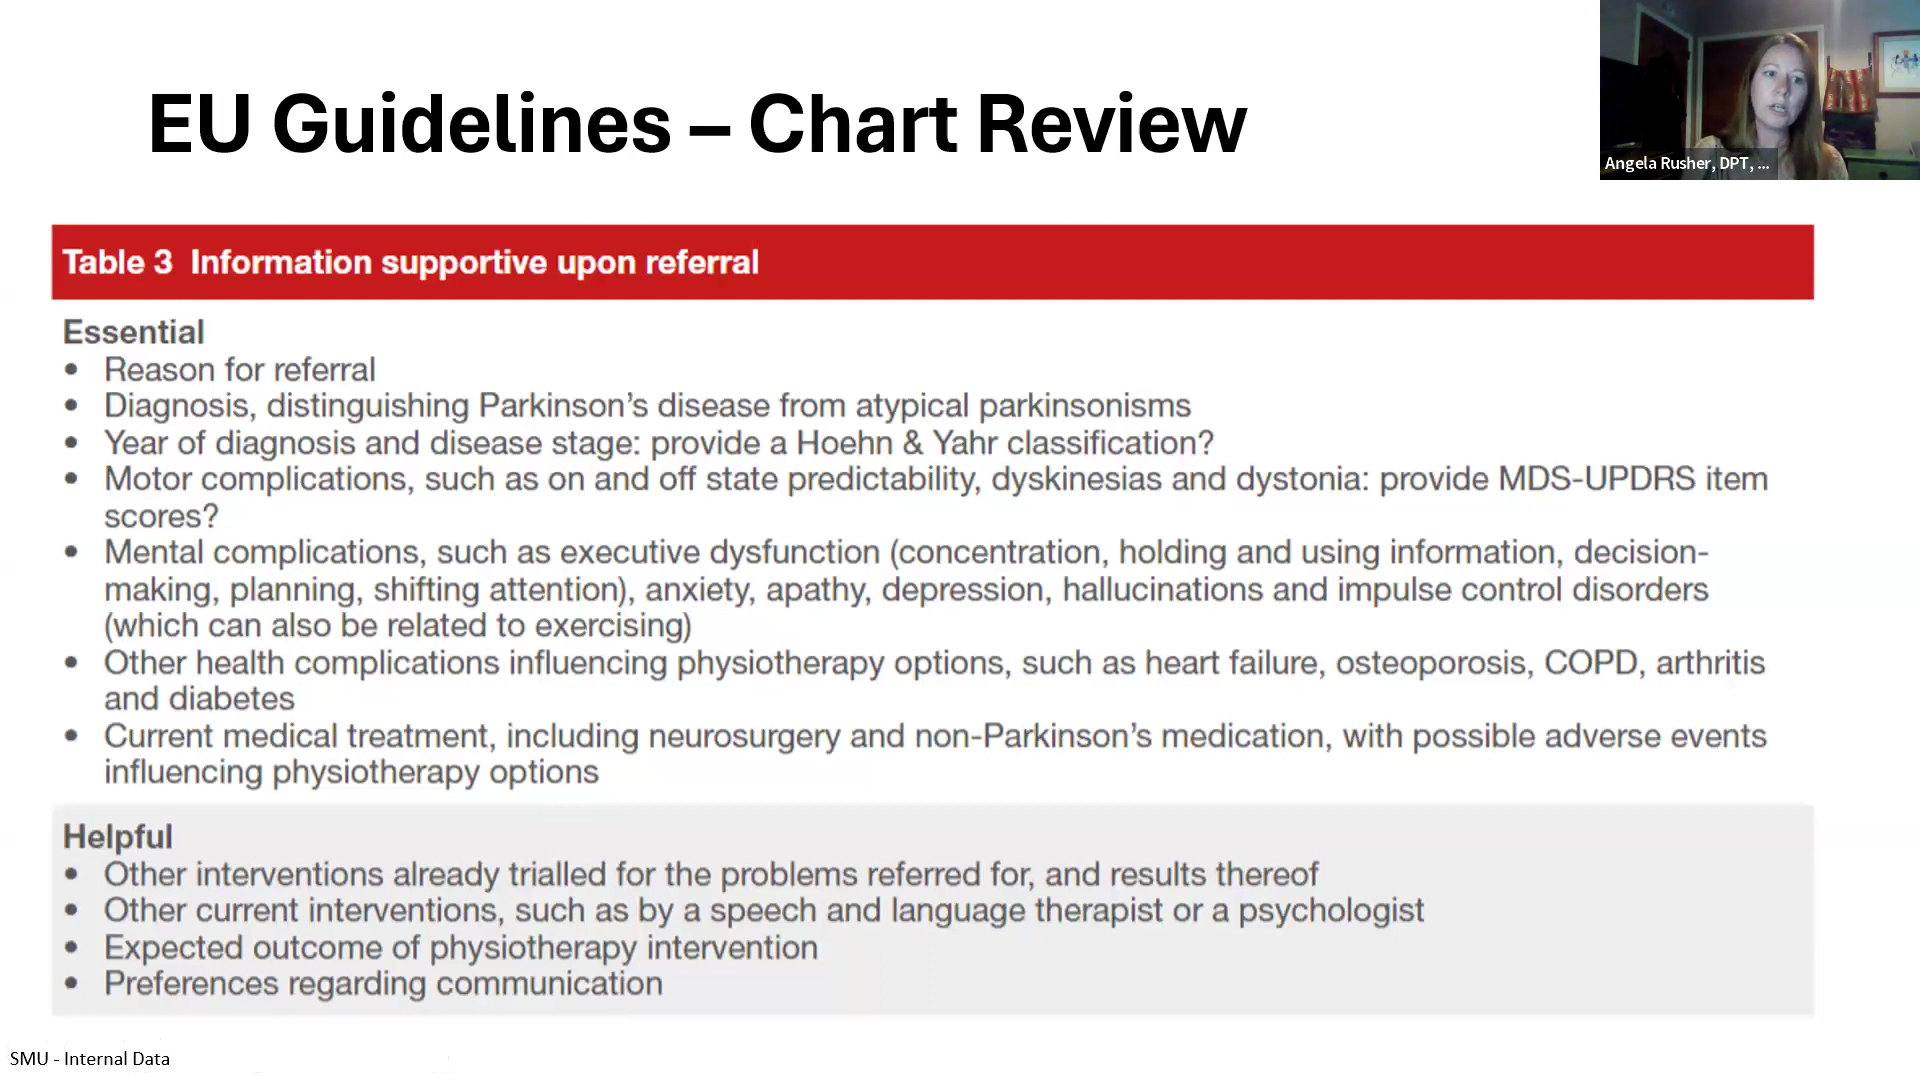 EU Guidelines – Chart Review
Angela Rusher, DPT, ...
Table 3 Information supportive upon referral
Essential
• Reason for referral
• Diagnosis, distinguishing Parkinson’s disease from atypical parkinsonisms
• Year of diagnosis and disease stage: provide a Hoehn & Yahr classification?
• Motor complications, such as on and off state predictability, dyskinesias and dystonia: provide MDS-UPDRS item
scores?
• Mental complications, such as executive dysfunction (concentration, holding and using information, decision-
making, planning, shifting attention), anxiety, apathy, depression, hallucinations and impulse control disorders
(which can also be related to exercising)
• Other health complications influencing physiotherapy options, such as heart failure, osteoporosis, COPD, arthritis
and diabetes
• Current medical treatment, including neurosurgery and non-Parkinson’s medication, with possible adverse events
influencing physiotherapy options
Helpful
• Other interventions already trialled for the problems referred for, and results thereof
• Other current interventions, such as by a speech and language therapist or a psychologist
• Expected outcome of physiotherapy intervention
• Preferences regarding communication
SMU - Internal Data